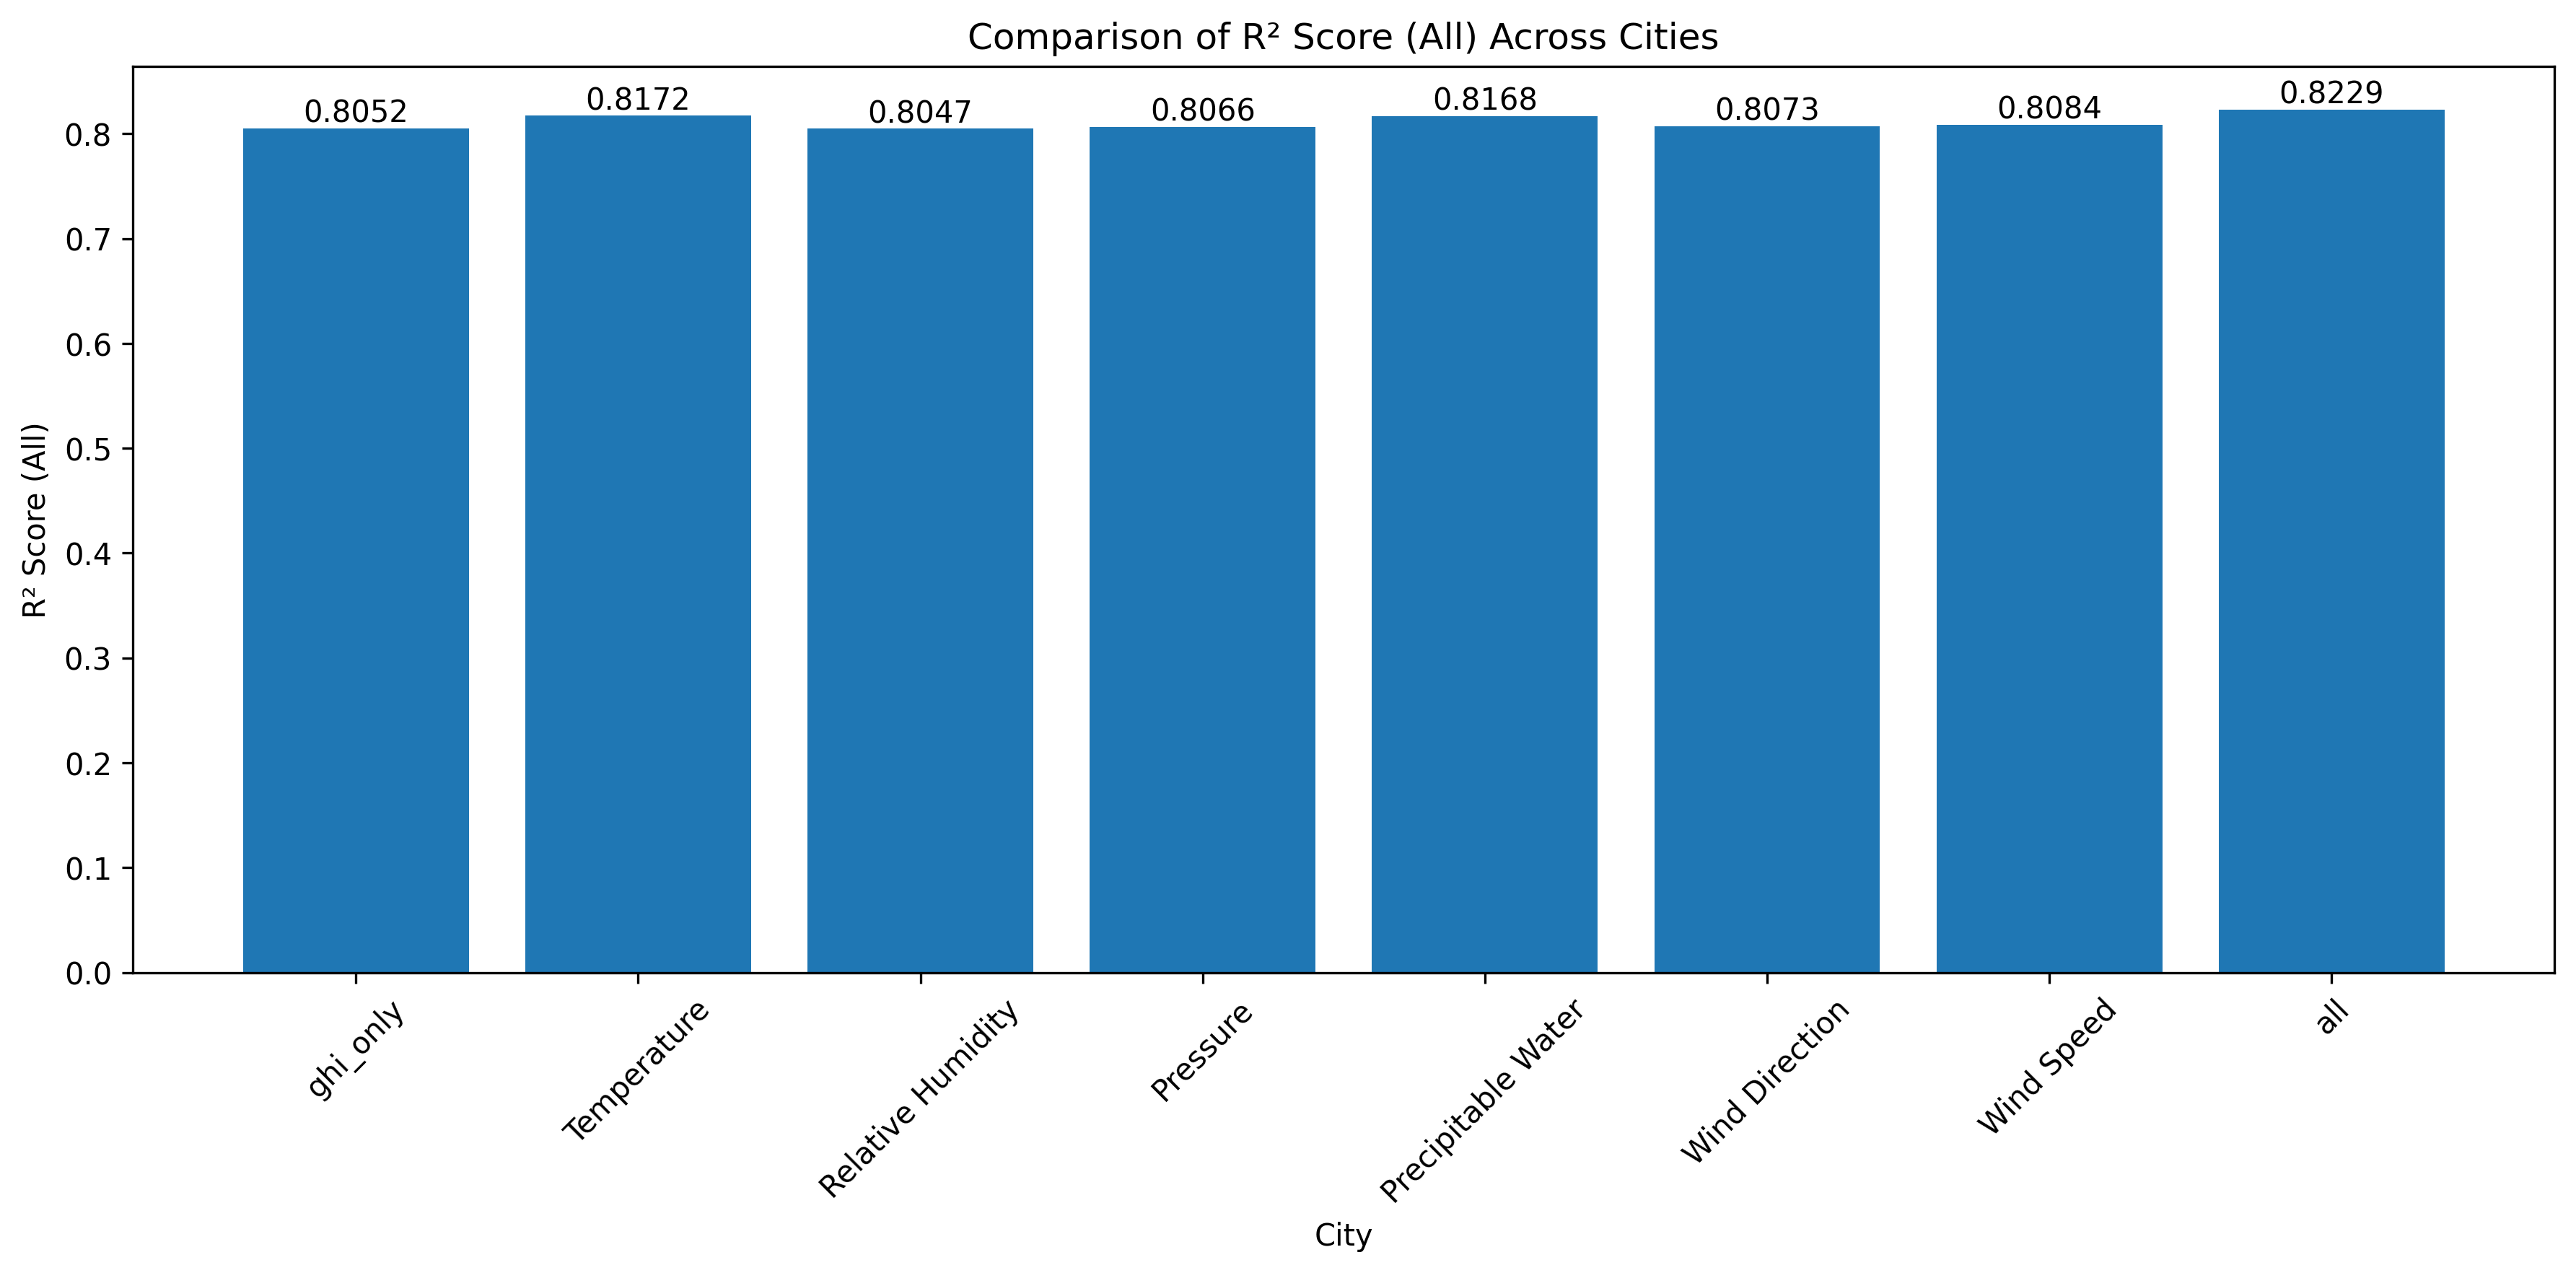 Comparison of R² Score (All) Across Cities
R² Score (All)
0.8
0.7
0.6
0.5
0.4
0.3
0.2
0.1
0.0
0.8052
0.8172
0.8047
0.8066
0.8168
0.8073
0.8084
0.8229
ghi_only
Temperature
Relative Humidity
Pressure
Precipitable Water
Wind Direction
Wind Speed
all
City